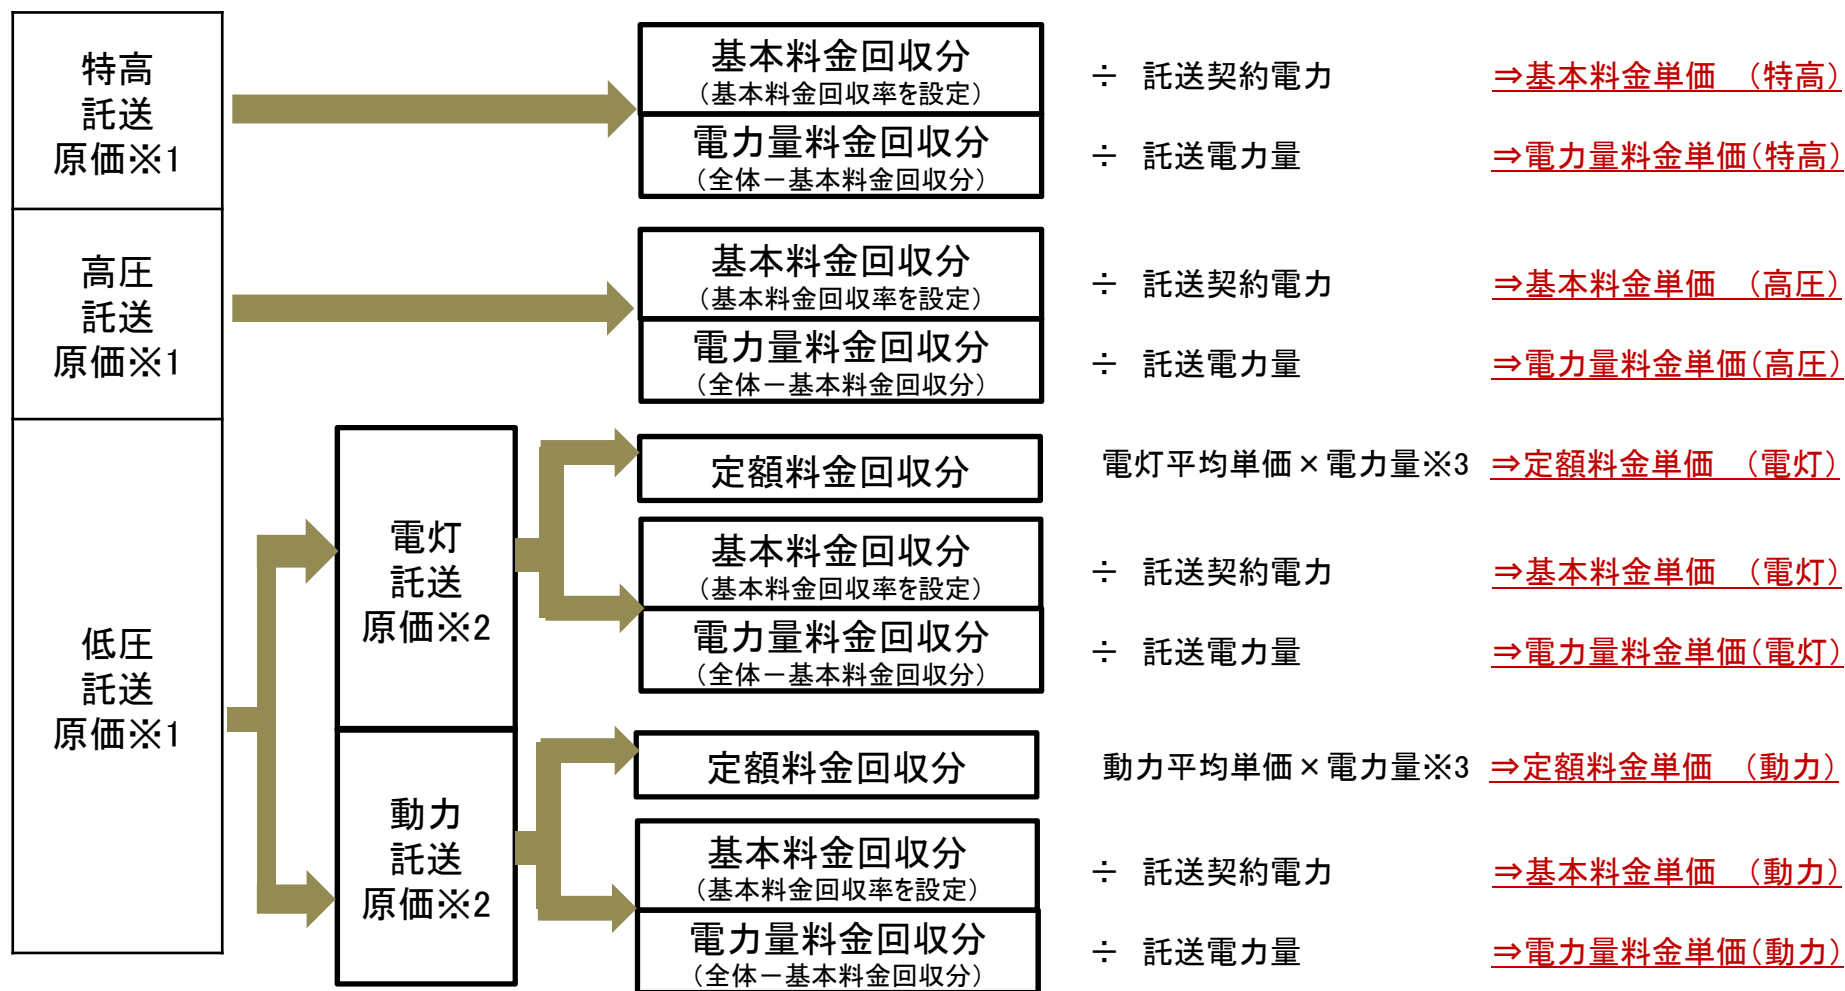 特高
託送
原価※1
基本料金回収分
（基本料金回収率を設定）
÷ 託送契約電力
⇒基本料金単価 （特高）
電力量料金回収分
（全体－基本料金回収分）
÷ 託送電力量
⇒電力量料金単価（特高）
高圧
託送
原価※1
基本料金回収分
（基本料金回収率を設定）
÷ 託送契約電力
⇒基本料金単価 （高圧）
電力量料金回収分
（全体－基本料金回収分）
÷ 託送電力量
⇒電力量料金単価（高圧）
低圧
託送
原価※1
電灯
託送
原価※2
定額料金回収分
電灯平均単価×電力量※3
⇒定額料金単価 （電灯）
基本料金回収分
（基本料金回収率を設定）
÷ 託送契約電力
⇒基本料金単価 （電灯）
電力量料金回収分
（全体－基本料金回収分）
÷ 託送電力量
⇒電力量料金単価（電灯）
動力
託送
原価※2
定額料金回収分
動力平均単価×電力量※3
⇒定額料金単価 （動力）
基本料金回収分
（基本料金回収率を設定）
÷ 託送契約電力
⇒基本料金単価 （動力）
電力量料金回収分
（全体－基本料金回収分）
÷ 託送電力量
⇒電力量料金単価（動力）